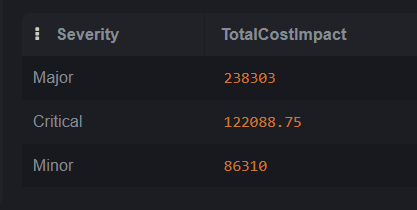 Severity TotalCostImpact
Major 238303
Critical 122088.75
Minor 86310